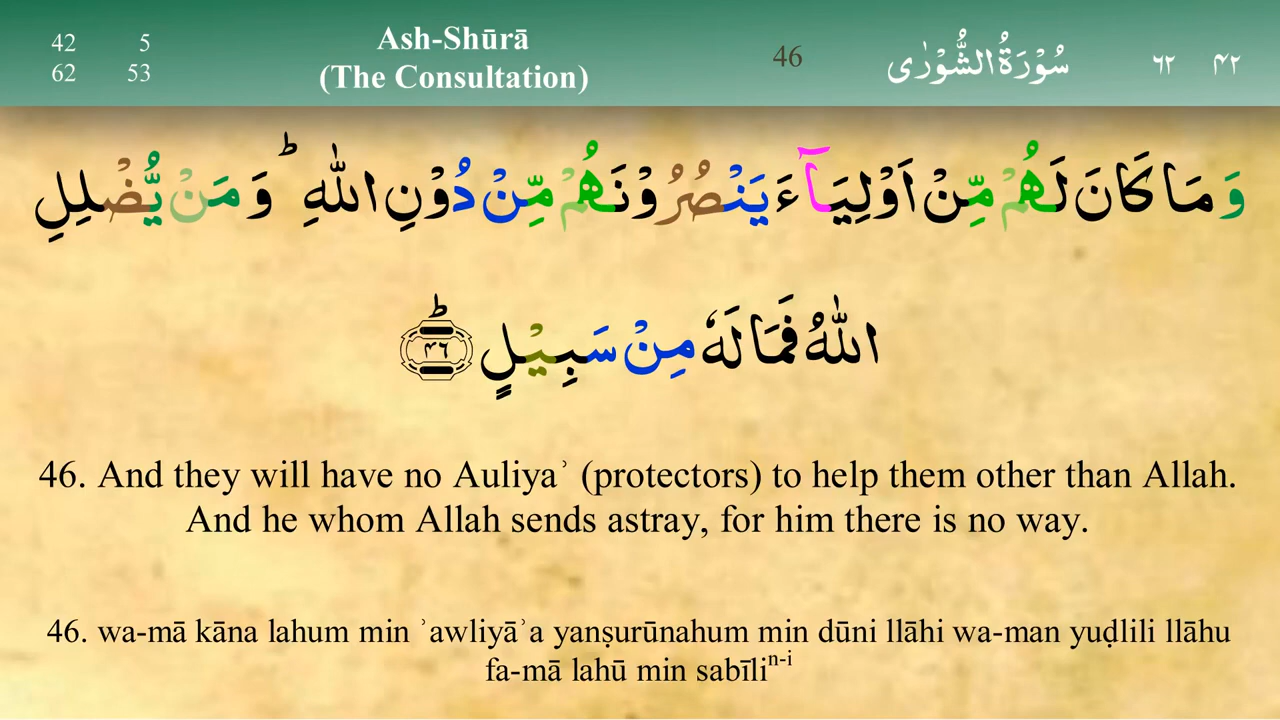 42 5
62 53
Ash-Shūrā
(The Consultation)
46
سُوْرَةُ الشُّوْرٰى
۴۲ ٦٢
وَمَا كَانَ لَهُمْ مِّنْ اَوْلِيَآءَ يَنْصُرُوْنَهُمْ مِّنْ دُوْنِ اللّٰهِ ؕ وَمَنْ يُّضْلِلِ
اللّٰهُ فَمَا لَهٗ مِنْ سَبِيْلٍ ؕ ۴۶
46. And they will have no Auliyaʾ (protectors) to help them other than Allah.
And he whom Allah sends astray, for him there is no way.
46. wa-mā kāna lahum min ʾawliyāʾa yanṣurūnahum min dūni llāhi wa-man yuḍlili llāhu
fa-mā lahū min sabīliⁿ⁻ⁱ